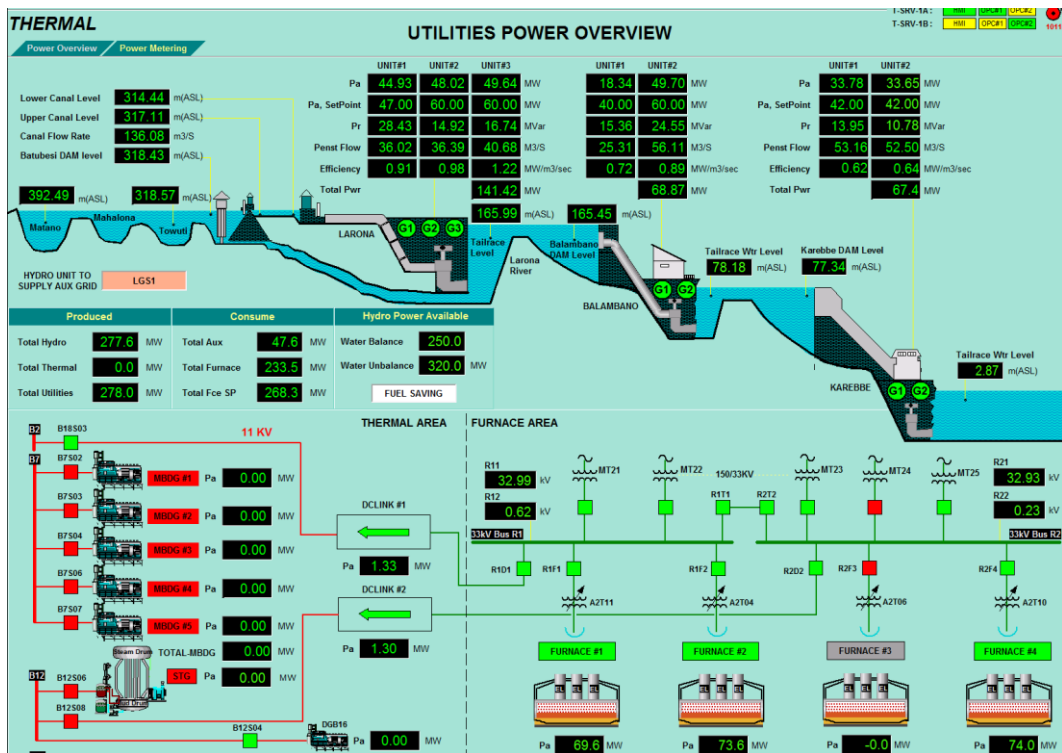 THERMAL
UTILITIES POWER OVERVIEW
T-SRV-1A : HMI OPC#1 OPC#2
T-SRV-1B : HMI OPC#1 OPC#2
1011
Power Overview Power Metering
UNIT#1 UNIT#2 UNIT#3 UNIT#1 UNIT#2 UNIT#1 UNIT#2
Pa 44.93 48.02 49.64 MW 18.34 49.70 MW Pa 33.78 33.65 MW
Pa, SetPoint 47.00 60.00 60.00 MW 40.00 60.00 MW Pa, SetPoint 42.00 42.00 MW
Pr 28.43 14.92 16.74 MVar 15.36 24.55 MVar Pr 13.95 10.78 MVar
Penst Flow 36.02 36.39 40.68 M3/S 25.31 56.11 M3/S Penst Flow 53.16 52.50 M3/S
Efficiency 0.91 0.98 1.22 MW/m3/sec 0.72 0.89 MW/m3/sec Efficiency 0.62 0.64 MW/m3/sec
Total Pwr 141.42 MW 68.87 MW Total Pwr 67.4 MW
Lower Canal Level 314.44 m(ASL)
Upper Canal Level 317.11 m(ASL)
Canal Flow Rate 136.08 m3/S
Batubesi DAM level 318.43 m(ASL)
392.49 m(ASL) 318.57 m(ASL)
165.99 m(ASL) 165.45 m(ASL)
Matano Mahalona Towuti
LARONA
G1 G2 G3
Tailrace Level
Larona River
Balambano DAM Level
HYDRO UNIT TO SUPPLY AUX GRID LGS1
BALAMBANO
G1 G2
Tailrace Wtr Level
78.18 m(ASL)
Karebbe DAM Level
77.34 m(ASL)
KAREBBE
G1 G2
Tailrace Wtr Level
2.87 m(ASL)
Produced Consume Hydro Power Available
Total Hydro 277.6 MW Total Aux 47.6 MW Water Balance 250.0
Total Thermal 0.0 MW Total Furnace 233.5 MW Water Unbalance 320.0 MW
Total Utilities 278.0 MW Total Fce SP 268.3 MW FUEL SAVING
THERMAL AREA
FURNACE AREA
B2 B18S03 11 KV
B7 B7S02 MBDG #1 Pa 0.00 MW
B7S03 MBDG #2 Pa 0.00 MW
B7S04 MBDG #3 Pa 0.00 MW
B7S06 MBDG #4 Pa 0.00 MW
B7S07 MBDG #5 Pa 0.00 MW
TOTAL-MBDG 0.00 MW
Steam Drum
B12 B12S06 STG Pa 0.00 MW
B12S08
B12S04 DGB16 Pa 0.00 MW
DCLINK #1
Pa 1.33 MW
DCLINK #2
Pa 1.30 MW
R11
32.99 kV
R12
0.62 kV
33kV Bus R1
MT21 MT22 150/33KV MT23 MT24 MT25
R1T1 R2T2
R21
32.93 kV
R22
0.23 kV
33kV Bus R2
R1D1 R1F1 R1F2 R2D2 R2F3 R2F4
A2T11 A2T04 A2T06 A2T10
FURNACE #1 FURNACE #2 FURNACE #3 FURNACE #4
EL EL EL EL EL EL
Pa 69.6 MW Pa 73.6 MW Pa -0.0 MW Pa 74.0 MW